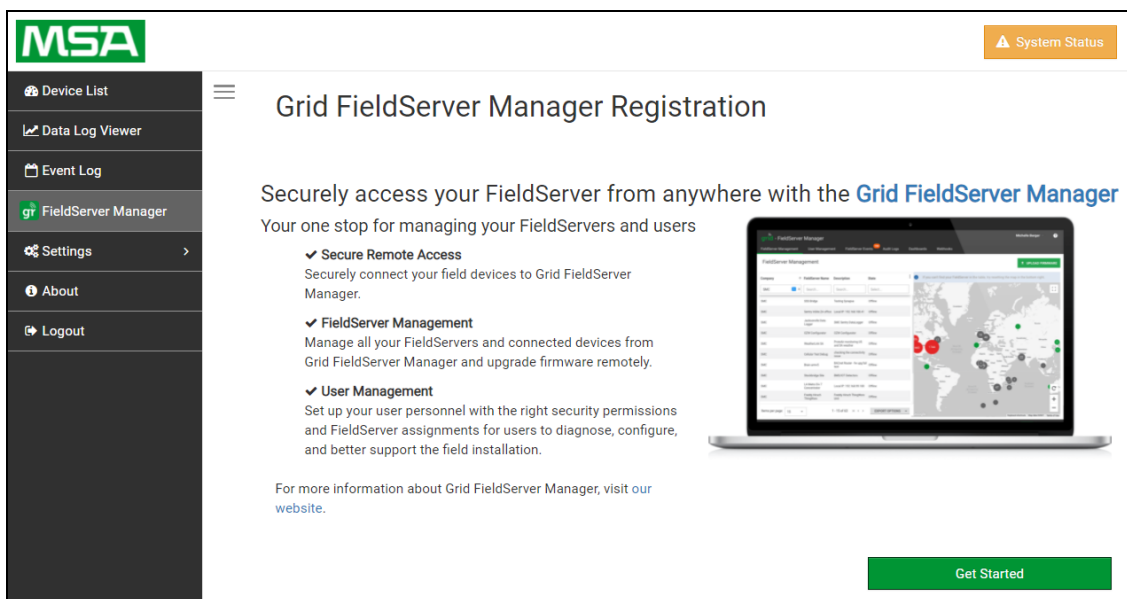 MSA
System Status
Device List
Data Log Viewer
Event Log
gt FieldServer Manager
Settings
About
Logout
Grid FieldServer Manager Registration
Securely access your FieldServer from anywhere with the Grid FieldServer Manager
Your one stop for managing your FieldServers and users
Secure Remote Access
Securely connect your field devices to Grid FieldServer
Manager.
FieldServer Management
Manage all your FieldServers and connected devices from
Grid FieldServer Manager and upgrade firmware remotely.
User Management
Set up your user personnel with the right security permissions
and FieldServer assignments for users to diagnose, configure,
and better support the field installation.
For more information about Grid FieldServer Manager, visit our
website.
FieldServer Manager
FieldServer Management
Get Started